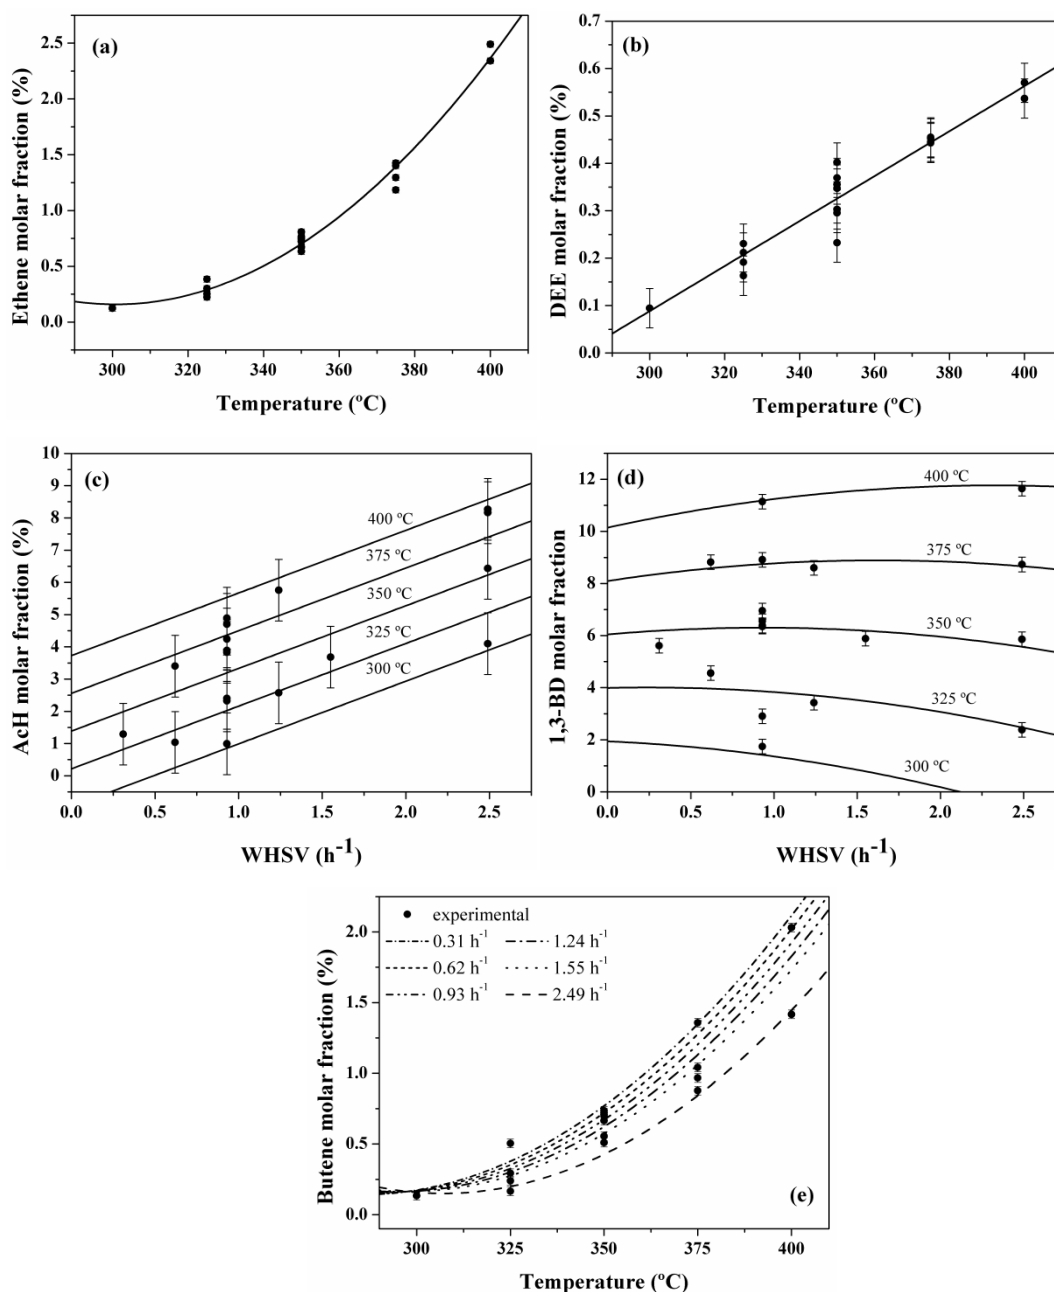 (a)
Ethene molar fraction (%)
2.5
2.0
1.5
1.0
0.5
0.0
300 320 340 360 380 400
Temperature (ºC)
(b)
DEE molar fraction (%)
0.7
0.6
0.5
0.4
0.3
0.2
0.1
0.0
300 320 340 360 380 400
Temperature (ºC)
(c)
AcH molar fraction (%)
10
9
8
7
6
5
4
3
2
1
0
400 ºC
375 ºC
350 ºC
325 ºC
300 ºC
0.0 0.5 1.0 1.5 2.0 2.5
WHSV (h-1)
(d)
1,3-BD molar fraction
12
10
8
6
4
2
0
400 ºC
375 ºC
350 ºC
325 ºC
300 ºC
0.0 0.5 1.0 1.5 2.0 2.5
WHSV (h-1)
Butene molar fraction (%)
2.0
1.5
1.0
0.5
0.0
experimental
0.31 h-1 1.24 h-1
0.62 h-1 1.55 h-1
0.93 h-1 2.49 h-1
(e)
300 325 350 375 400
Temperature (ºC)